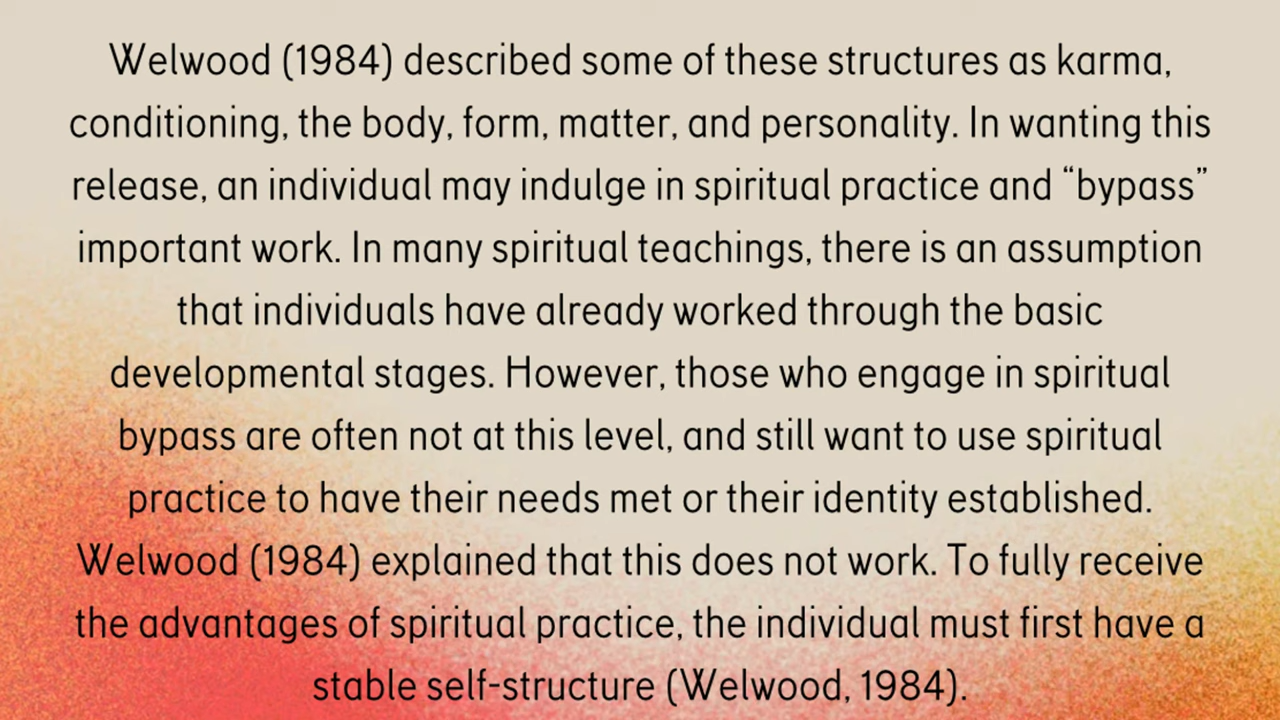 Welwood (1984) described some of these structures as karma,
conditioning, the body, form, matter, and personality. In wanting this
release, an individual may indulge in spiritual practice and “bypass”
important work. In many spiritual teachings, there is an assumption
that individuals have already worked through the basic
developmental stages. However, those who engage in spiritual
bypass are often not at this level, and still want to use spiritual
practice to have their needs met or their identity established.
Welwood (1984) explained that this does not work. To fully receive
the advantages of spiritual practice, the individual must first have a
stable self-structure (Welwood, 1984).